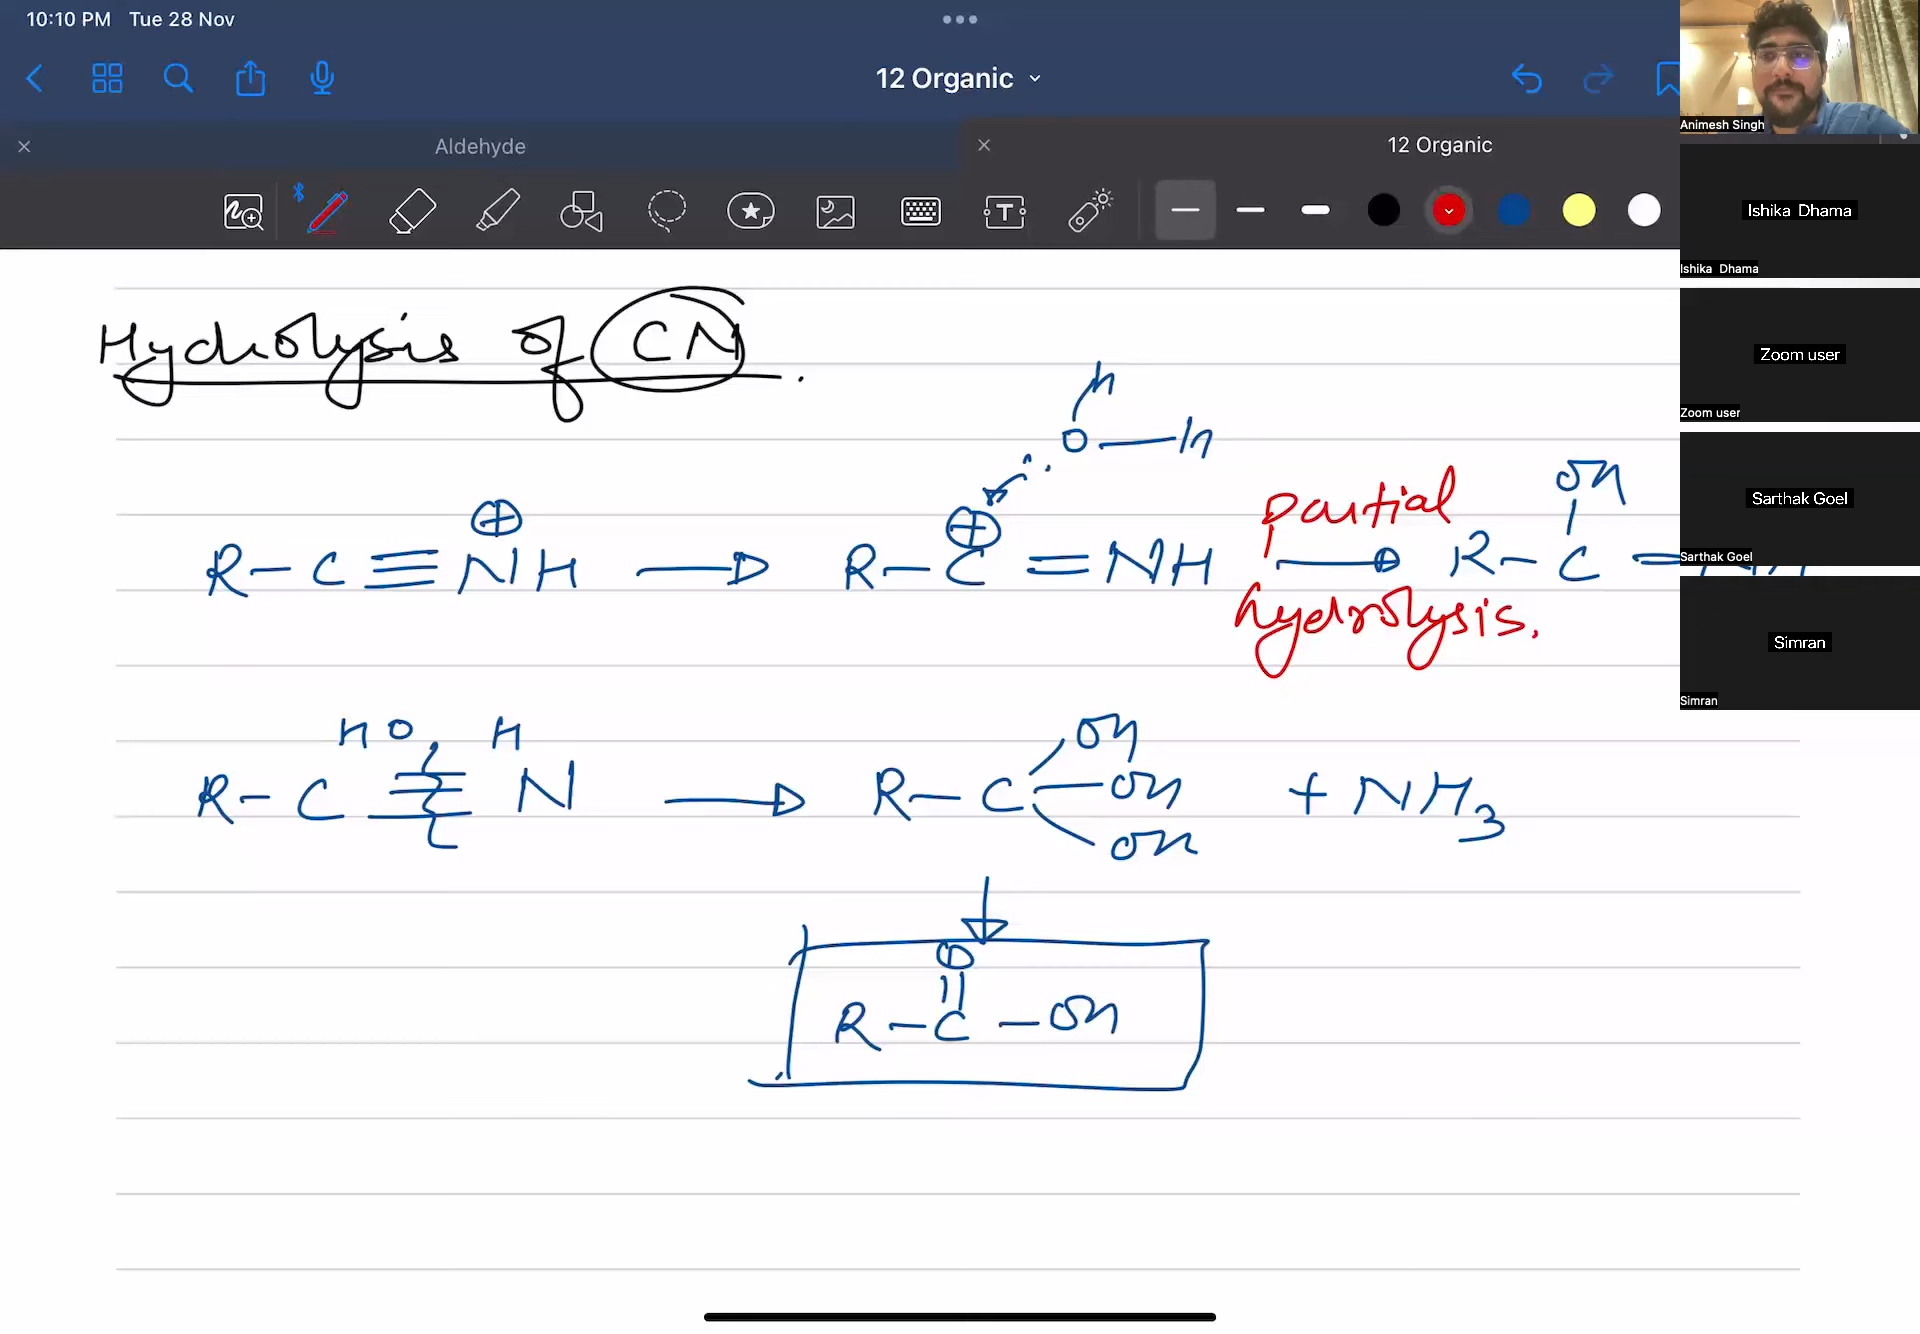 10:10 PM Tue 28 Nov
12 Organic
Aldehyde
12 Organic
Animesh Singh
Ishika Dhama
Ishika Dhama
Zoom user
Zoom user
Sarthak Goel
Sarthak Goel
Simran
Simran
Hydrolysis of CN.
H
O—H
⊕ ⊕ partial OH
R–C≡NH → R–C=NH → R–C=
hydrolysis.
HO H OH
R–C≡N → R–C–OH + NH3
OH
↓
O
||
R–C–OH